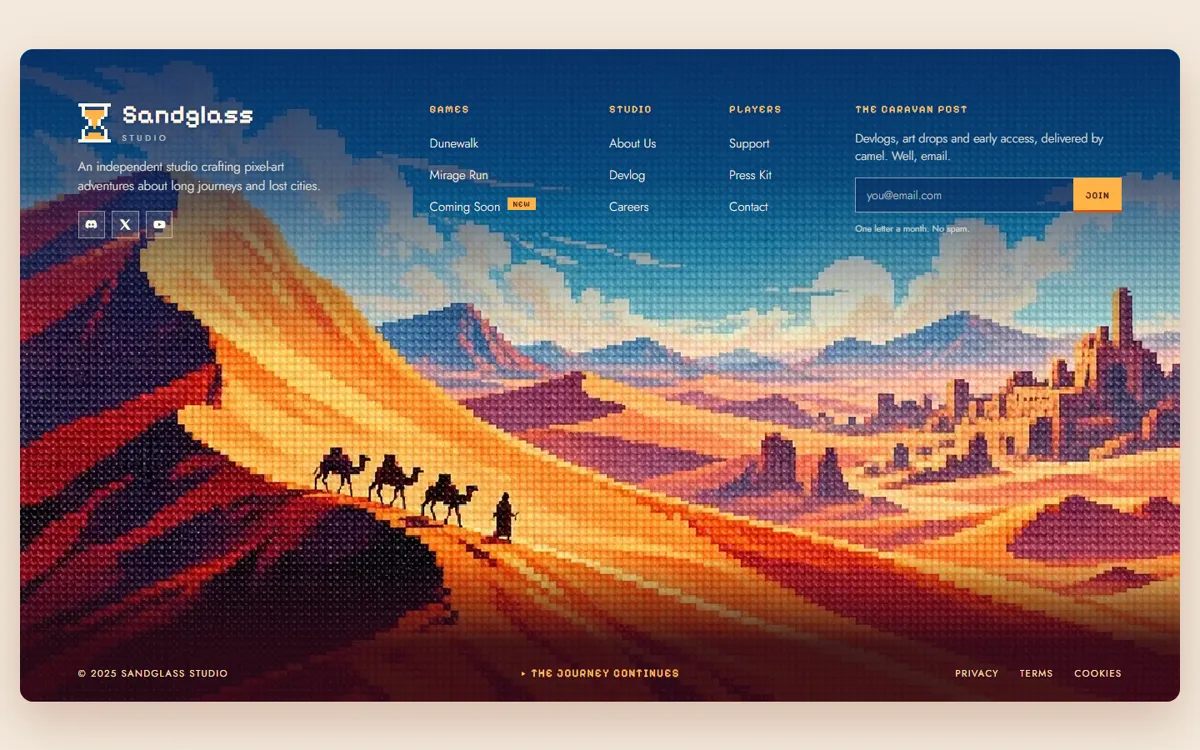 Sandglass
STUDIO
An independent studio crafting pixel-art
adventures about long journeys and lost cities.
GAMES
Dunewalk
Mirage Run
Coming Soon NEW
STUDIO
About Us
Devlog
Careers
PLAYERS
Support
Press Kit
Contact
THE CARAVAN POST
Devlogs, art drops and early access, delivered by
camel. Well, email.
you@email.com JOIN
One letter a month. No spam.
© 2025 SANDGLASS STUDIO
▸ THE JOURNEY CONTINUES
PRIVACY TERMS COOKIES